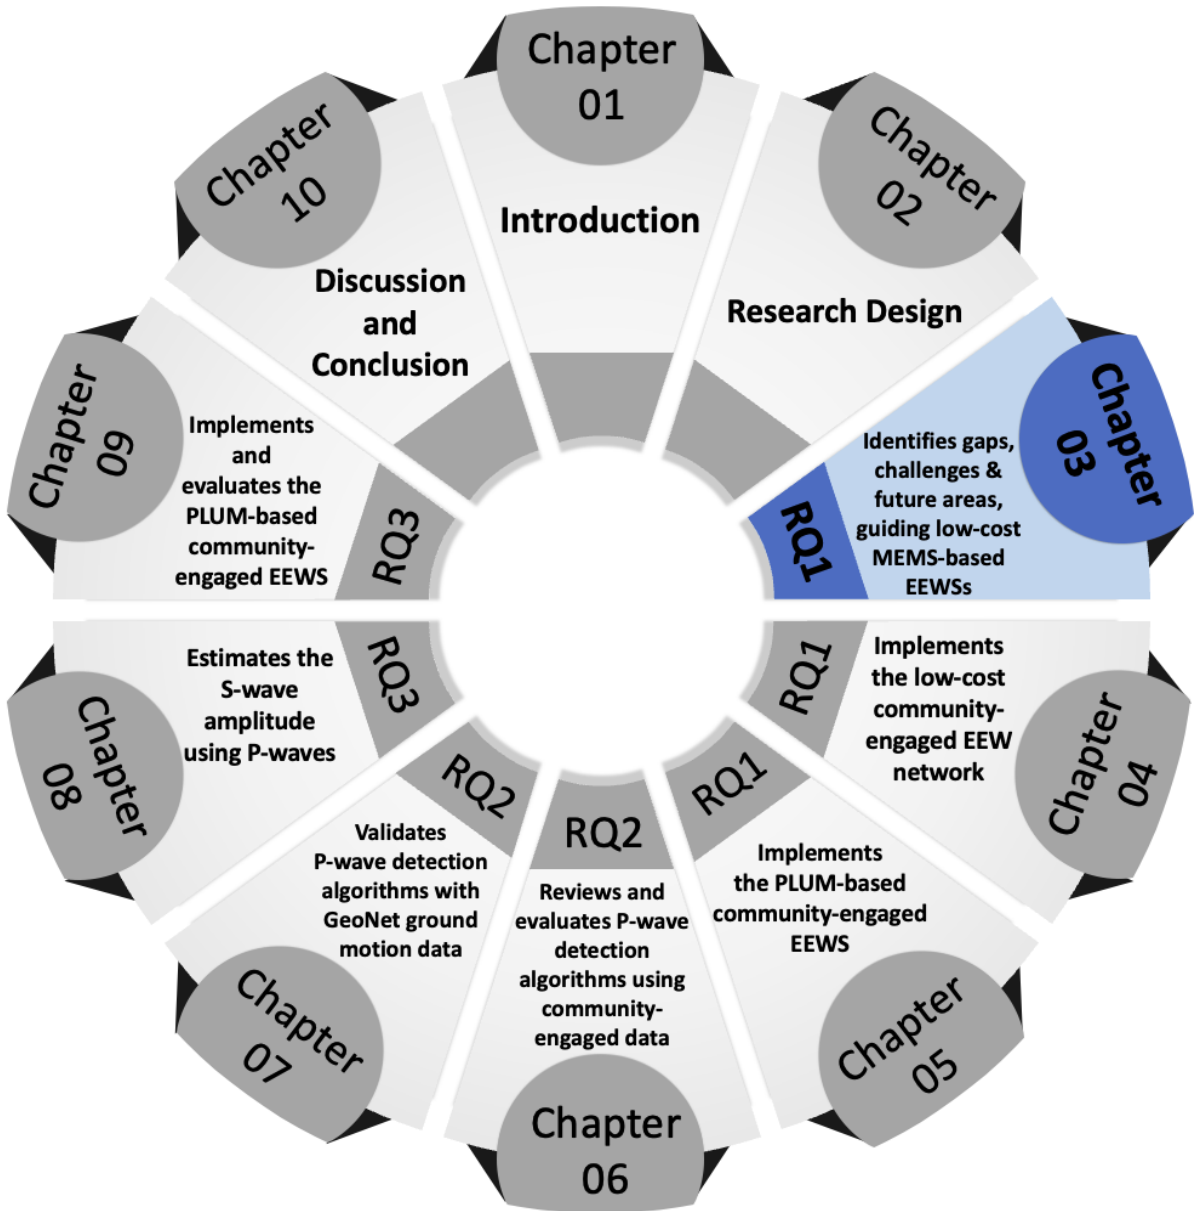 Chapter
01
Introduction
Chapter
02
Research Design
Chapter
03
Identifies gaps,
challenges &
future areas,
guiding low-cost
MEMS-based
EEWSs
RQ1
Chapter
04
Implements
the low-cost
community-
engaged EEW
network
RQ1
Chapter
05
Implements
the PLUM-based
community-engaged
EEWS
RQ1
Chapter
06
Reviews and
evaluates P-wave
detection
algorithms using
community-
engaged data
RQ2
Chapter
07
Validates
P-wave detection
algorithms with
GeoNet ground
motion data
RQ2
Chapter
08
Estimates the
S-wave
amplitude
using P-waves
RQ3
Chapter
09
Implements
and
evaluates the
PLUM-based
community-
engaged EEWS
RQ3
Chapter
10
Discussion
and
Conclusion